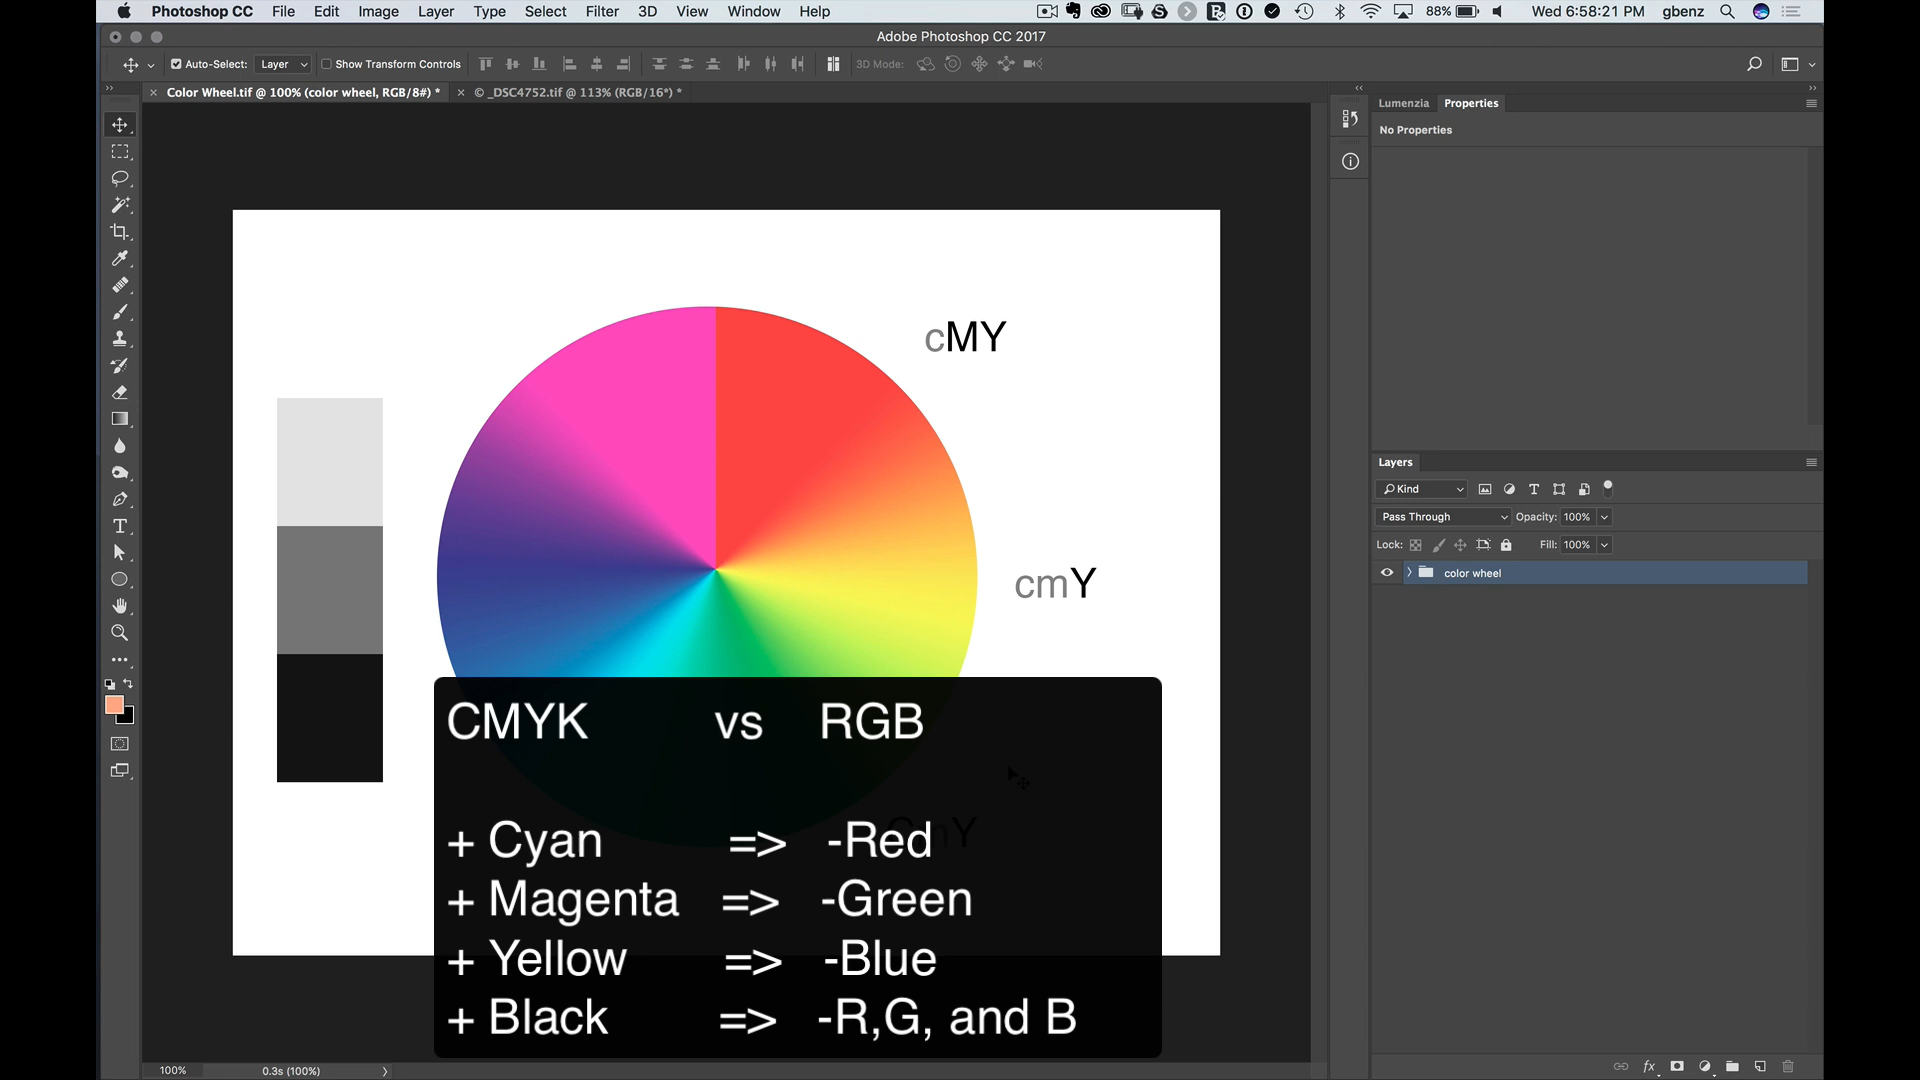 Photoshop CC File Edit Image Layer Type Select Filter 3D View Window Help 88% Wed 6:58:21 PM gbenz
Adobe Photoshop CC 2017
Auto-Select: Layer Show Transform Controls 3D Mode:
Color Wheel.tif @ 100% (color wheel, RGB/8#) * © _DSC4752.tif @ 113% (RGB/16*) *
Lumenzia Properties
No Properties
cMY
Layers
Kind
Pass Through Opacity: 100%
Lock: Fill: 100%
color wheel
cmY
CMYK vs RGB
+ Cyan => -Red
+ Magenta => -Green
+ Yellow => -Blue
+ Black => -R,G, and B
100% 0.3s (100%)